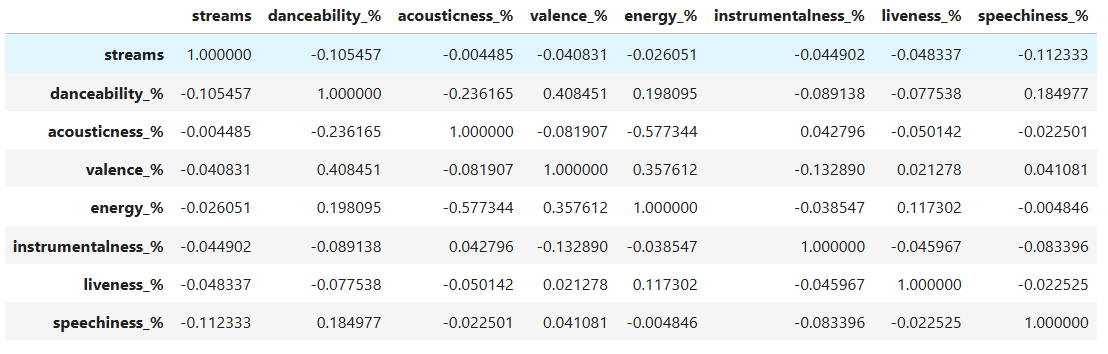 streams danceability_% acousticness_% valence_% energy_% instrumentalness_% liveness_% speechiness_%
streams 1.000000 -0.105457 -0.004485 -0.040831 -0.026051 -0.044902 -0.048337 -0.112333
danceability_% -0.105457 1.000000 -0.236165 0.408451 0.198095 -0.089138 -0.077538 0.184977
acousticness_% -0.004485 -0.236165 1.000000 -0.081907 -0.577344 0.042796 -0.050142 -0.022501
valence_% -0.040831 0.408451 -0.081907 1.000000 0.357612 -0.132890 0.021278 0.041081
energy_% -0.026051 0.198095 -0.577344 0.357612 1.000000 -0.038547 0.117302 -0.004846
instrumentalness_% -0.044902 -0.089138 0.042796 -0.132890 -0.038547 1.000000 -0.045967 -0.083396
liveness_% -0.048337 -0.077538 -0.050142 0.021278 0.117302 -0.045967 1.000000 -0.022525
speechiness_% -0.112333 0.184977 -0.022501 0.041081 -0.004846 -0.083396 -0.022525 1.000000